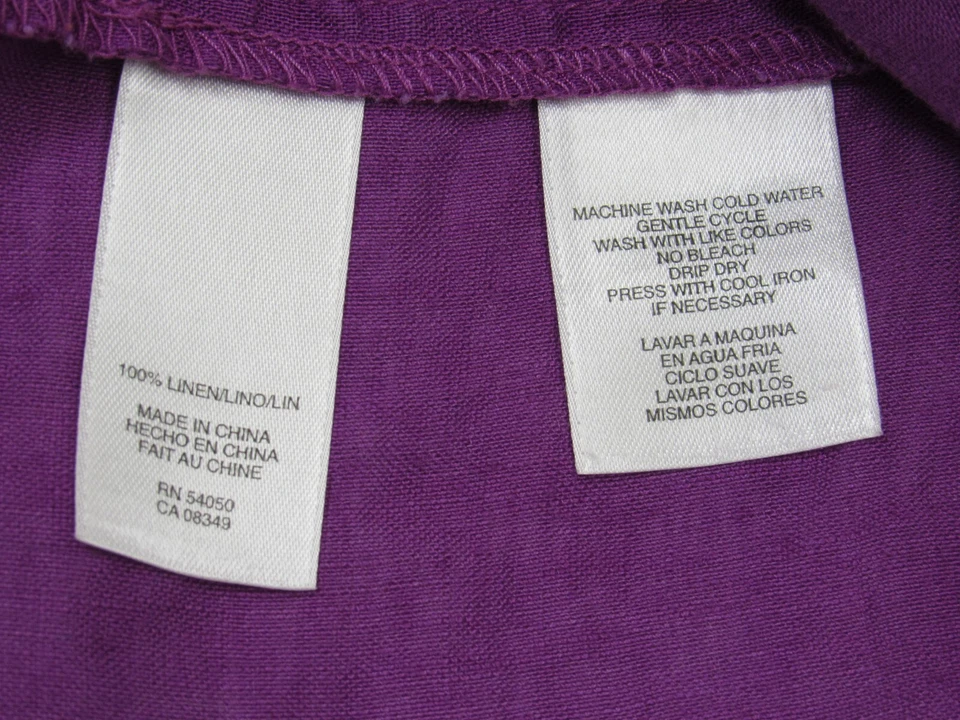 100% LINEN/LINO/LIN
MADE IN CHINA
HECHO EN CHINA
FAIT AU CHINE
RN 54050
CA 08349
MACHINE WASH COLD WATER
GENTLE CYCLE
WASH WITH LIKE COLORS
NO BLEACH
DRIP DRY
PRESS WITH COOL IRON
IF NECESSARY
LAVAR A MAQUINA
EN AGUA FRIA
CICLO SUAVE
LAVAR CON LOS
MISMOS COLORES